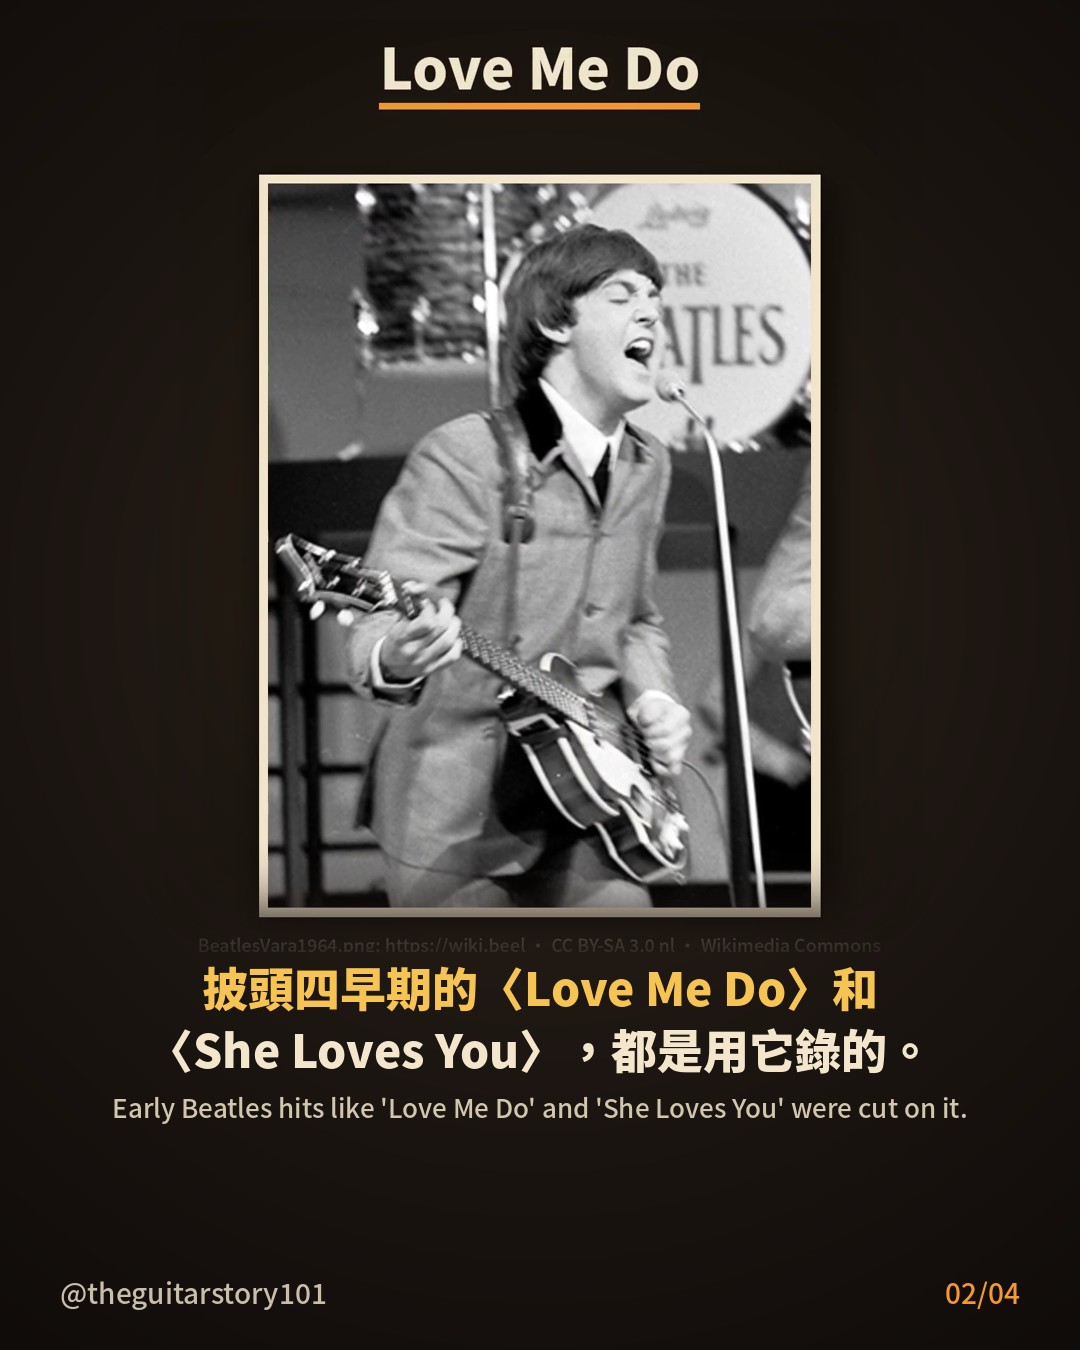 Love Me Do
Ludwig
THE
EATLES
BeatlesVara1964.png: https://wiki.beel • CC BY-SA 3.0 nl • Wikimedia Commons
披頭四早期的〈Love Me Do〉和
〈She Loves You〉，都是用它錄的。
Early Beatles hits like 'Love Me Do' and 'She Loves You' were cut on it.
@theguitarstory101
02/04